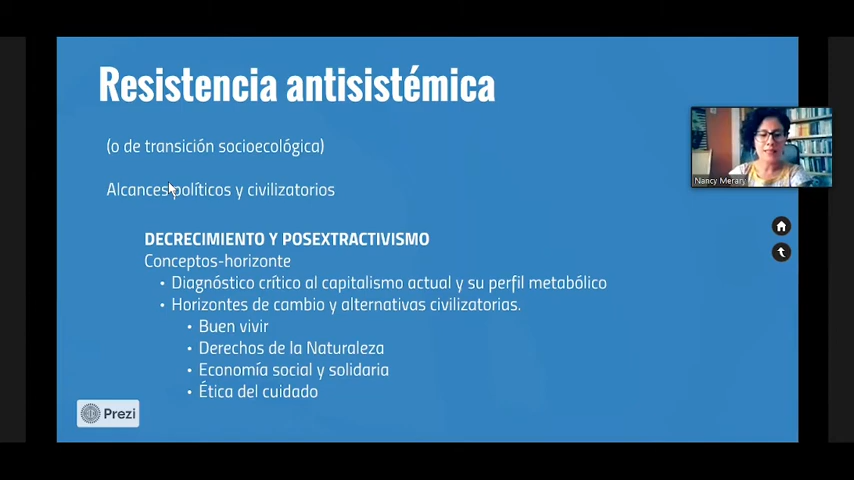 Resistencia antisistémica
(o de transición socioecológica)
Alcances políticos y civilizatorios
DECRECIMIENTO Y POSEXTRACTIVISMO
Conceptos-horizonte
• Diagnóstico crítico al capitalismo actual y su perfil metabólico
• Horizontes de cambio y alternativas civilizatorias.
• Buen vivir
• Derechos de la Naturaleza
• Economía social y solidaria
• Ética del cuidado
Nancy Merary
Prezi